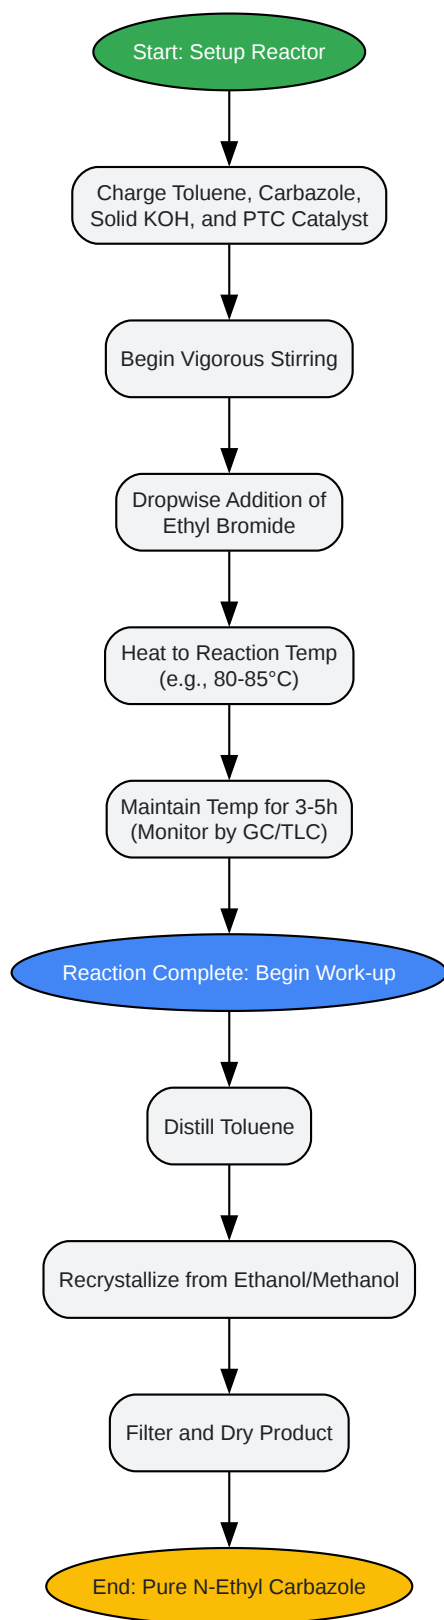 Start: Setup Reactor
Charge Toluene, Carbazole,
Solid KOH, and PTC Catalyst
Begin Vigorous Stirring
Dropwise Addition of
Ethyl Bromide
Heat to Reaction Temp
(e.g., 80-85°C)
Maintain Temp for 3-5h
(Monitor by GC/TLC)
Reaction Complete: Begin Work-up
Distill Toluene
Recrystallize from Ethanol/Methanol
Filter and Dry Product
End: Pure N-Ethyl Carbazole